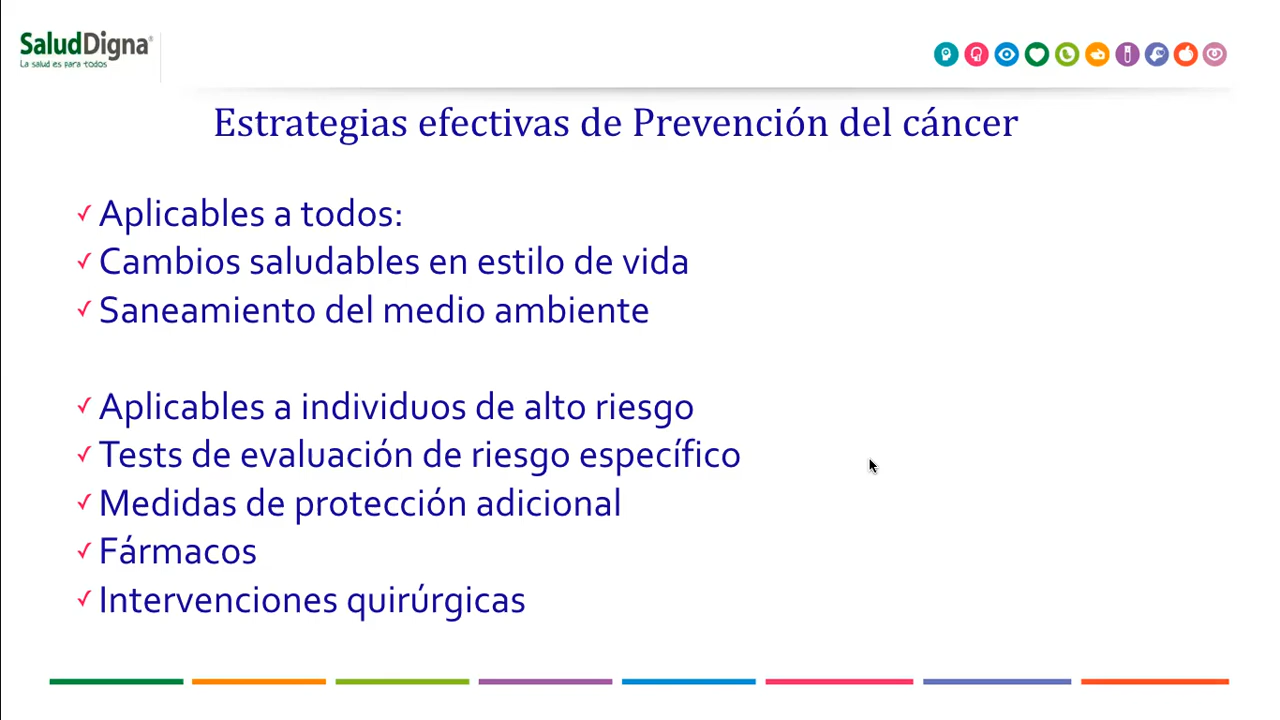 SaludDigna®
La salud es para todos
Estrategias efectivas de Prevención del cáncer
✓ Aplicables a todos:
✓ Cambios saludables en estilo de vida
✓ Saneamiento del medio ambiente
✓ Aplicables a individuos de alto riesgo
✓ Tests de evaluación de riesgo específico
✓ Medidas de protección adicional
✓ Fármacos
✓ Intervenciones quirúrgicas